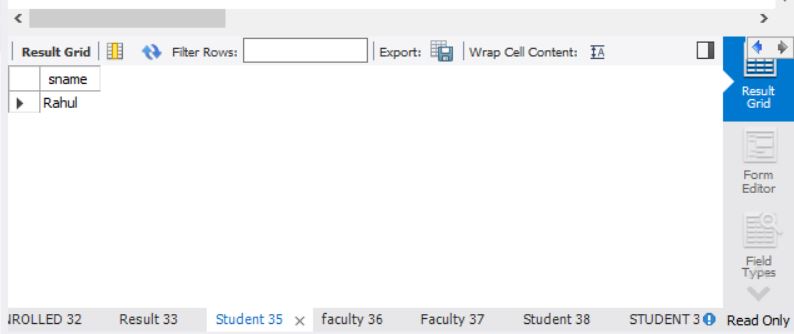 Result Grid Filter Rows: Export: Wrap Cell Content:
sname
Rahul
Result
Grid
Form
Editor
Field
Types
NROLLED 32 Result 33 Student 35 × faculty 36 Faculty 37 Student 38 STUDENT 3 Read Only